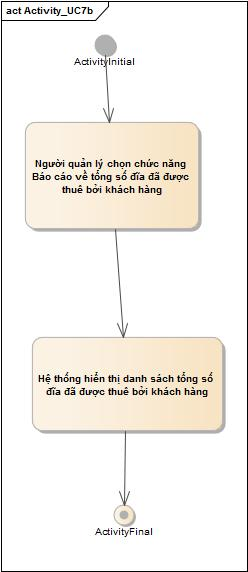 act Activity_UC7b
ActivityInitial
Người quản lý chọn chức năng
Báo cáo về tổng số đĩa đã được
thuê bởi khách hàng
Hệ thống hiển thị danh sách tổng số
đĩa đã được thuê bởi khách hàng
ActivityFinal